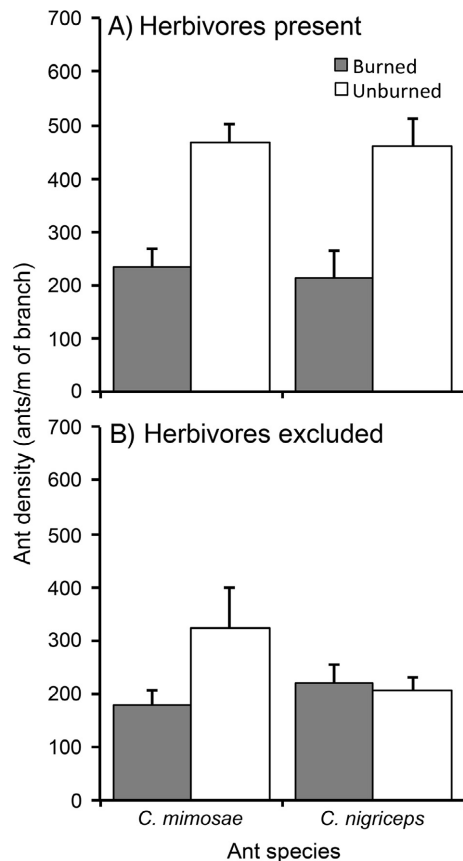 A) Herbivores present
Burned
Unburned
700
600
500
400
300
200
100
0
B) Herbivores excluded
700
600
500
400
300
200
100
0
Ant density (ants/m of branch)
C. mimosae
C. nigriceps
Ant species